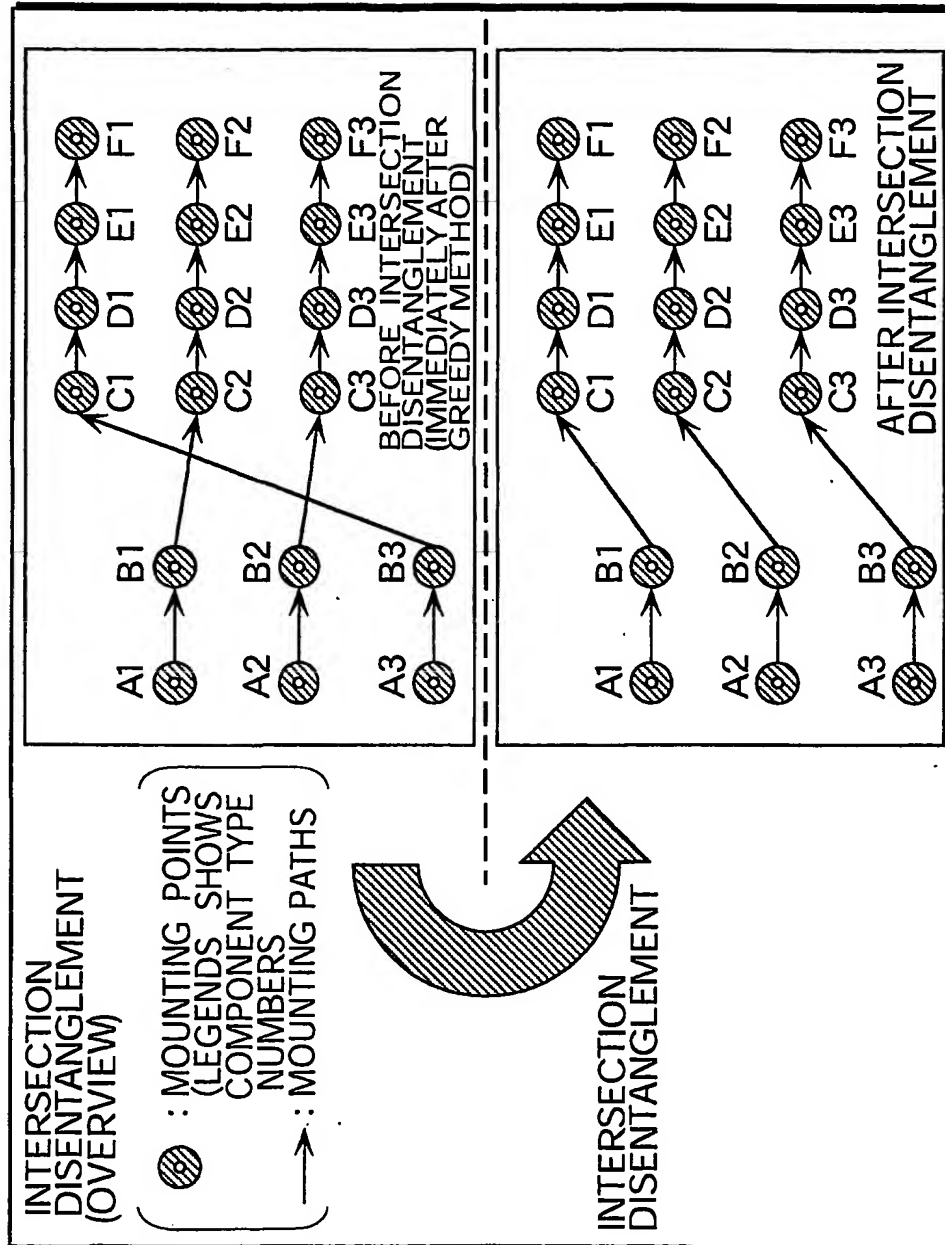 INTERSECTION
DISENTANGLEMENT
(OVERVIEW)
: MOUNTING POINTS
(LEGENDS SHOWS
COMPONENT TYPE
NUMBERS
: MOUNTING PATHS
INTERSECTION
DISENTANGLEMENT
C1 D1 E1 F1
A1 B1
C2 D2 E2 F2
A2 B2
C3 D3 E3 F3
A3 B3
BEFORE INTERSECTION
DISENTANGLEMENT
(IMMEDIATELY AFTER
GREEDY METHOD)
C1 D1 E1 F1
A1 B1
C2 D2 E2 F2
A2 B2
C3 D3 E3 F3
A3 B3
AFTER INTERSECTION
DISENTANGLEMENT